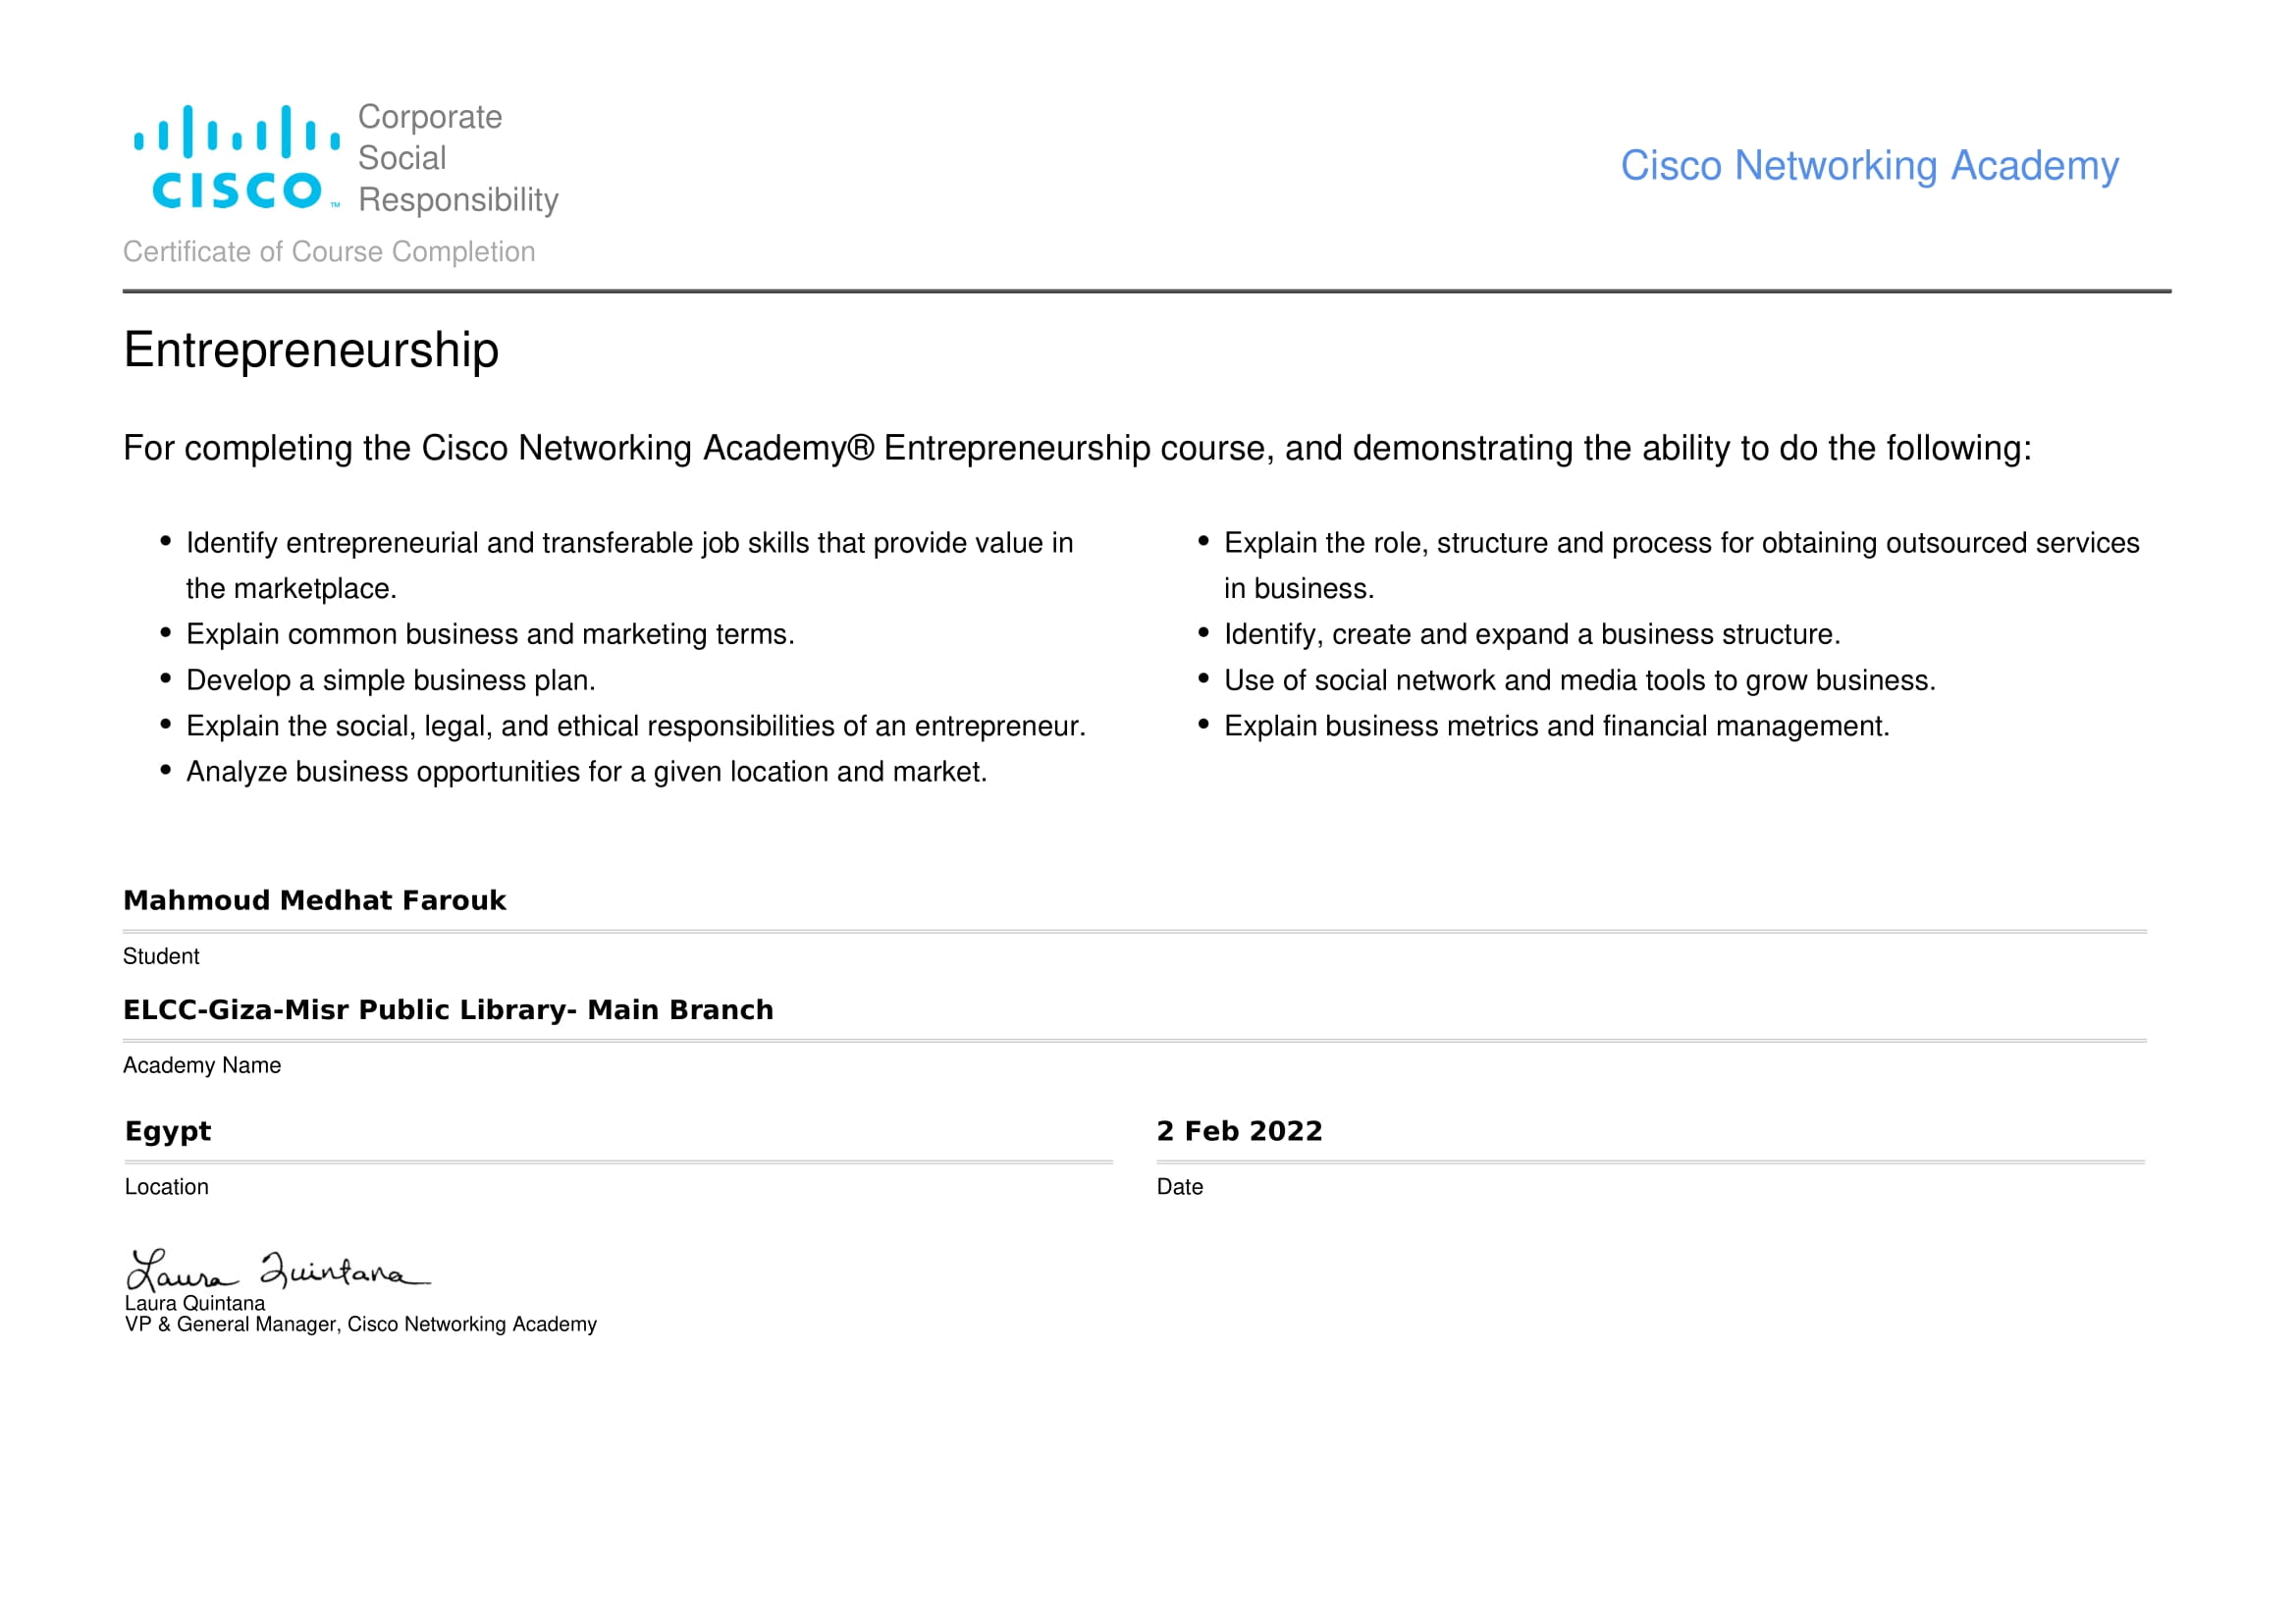 Corporate
Social
Responsibility
CISCO™
Cisco Networking Academy
Certificate of Course Completion
Entrepreneurship
For completing the Cisco Networking Academy® Entrepreneurship course, and demonstrating the ability to do the following:
• Identify entrepreneurial and transferable job skills that provide value in
the marketplace.
• Explain common business and marketing terms.
• Develop a simple business plan.
• Explain the social, legal, and ethical responsibilities of an entrepreneur.
• Analyze business opportunities for a given location and market.
• Explain the role, structure and process for obtaining outsourced services
in business.
• Identify, create and expand a business structure.
• Use of social network and media tools to grow business.
• Explain business metrics and financial management.
Mahmoud Medhat Farouk
Student
ELCC-Giza-Misr Public Library- Main Branch
Academy Name
Egypt
Location
2 Feb 2022
Date
Laura Quintana
Laura Quintana
VP & General Manager, Cisco Networking Academy